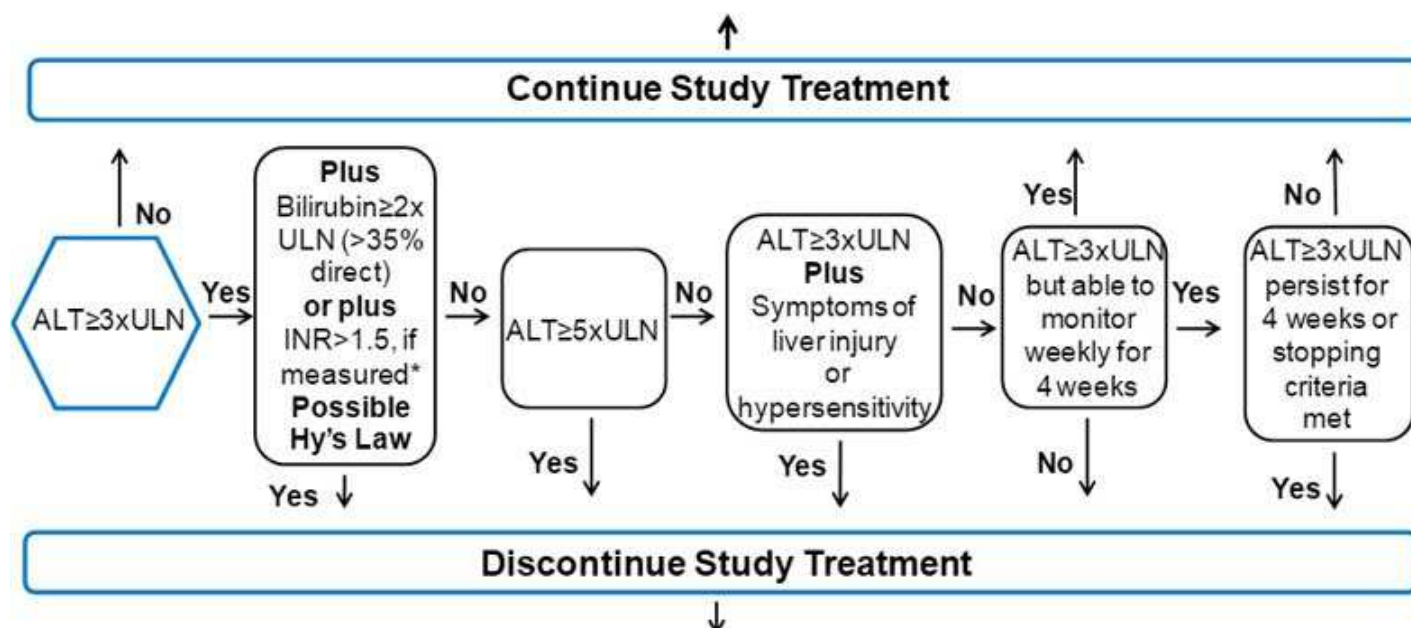 Continue Study Treatment
No
ALT≥3xULN
Yes
Plus
Bilirubin≥2x
ULN (>35%
direct)
or plus
INR>1.5, if
measured*
Possible
Hy's Law
Yes
No
ALT≥5xULN
Yes
No
ALT≥3xULN
Plus
Symptoms of
liver injury
or
hypersensitivity
Yes
No
Yes
ALT≥3xULN
but able to
monitor
weekly for
4 weeks
No
Yes
No
ALT≥3xULN
persist for
4 weeks or
stopping
criteria
met
Yes
Discontinue Study Treatment